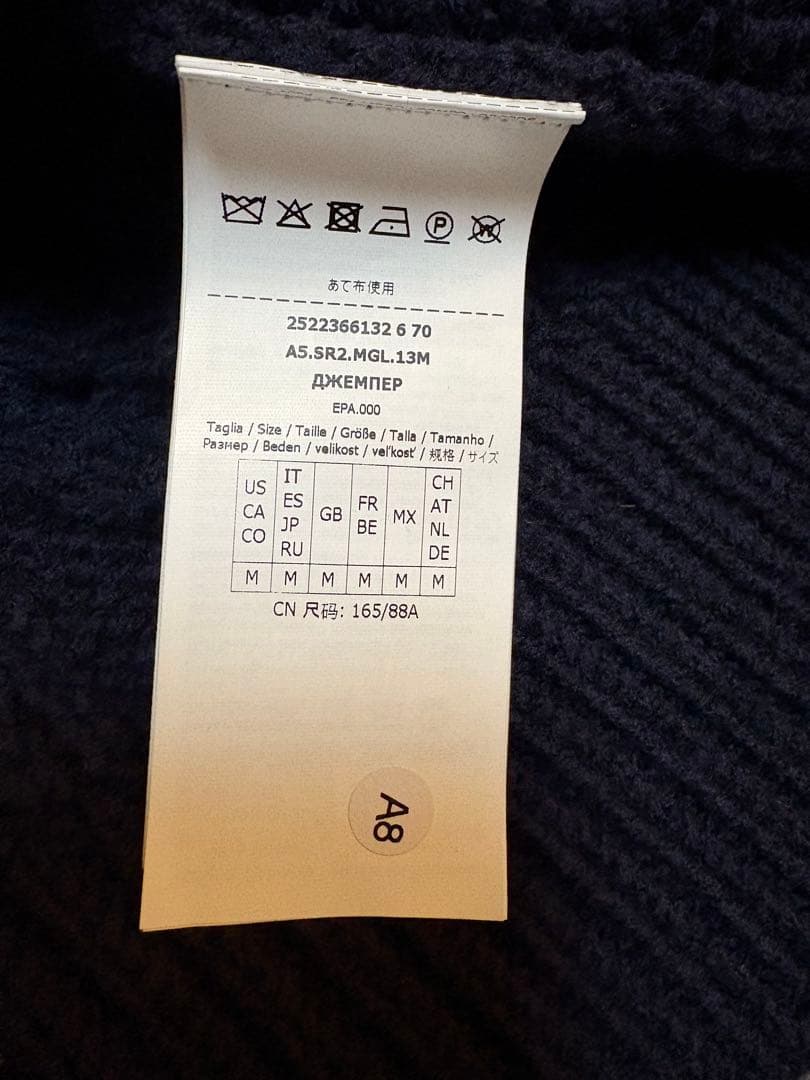 P W
あて布使用
2522366132 6 70
A5.SR2.MGL.13M
ДЖЕМПЕР
EPA.000
Taglia / Size / Taille / Größe / Talla / Tamanho /
Размер / Beden / velikost / veľkosť / 规格 / サイズ
US CA CO IT ES JP RU GB FR BE MX CH AT NL DE
M M M M M M
CN 尺码: 165/88A
A8